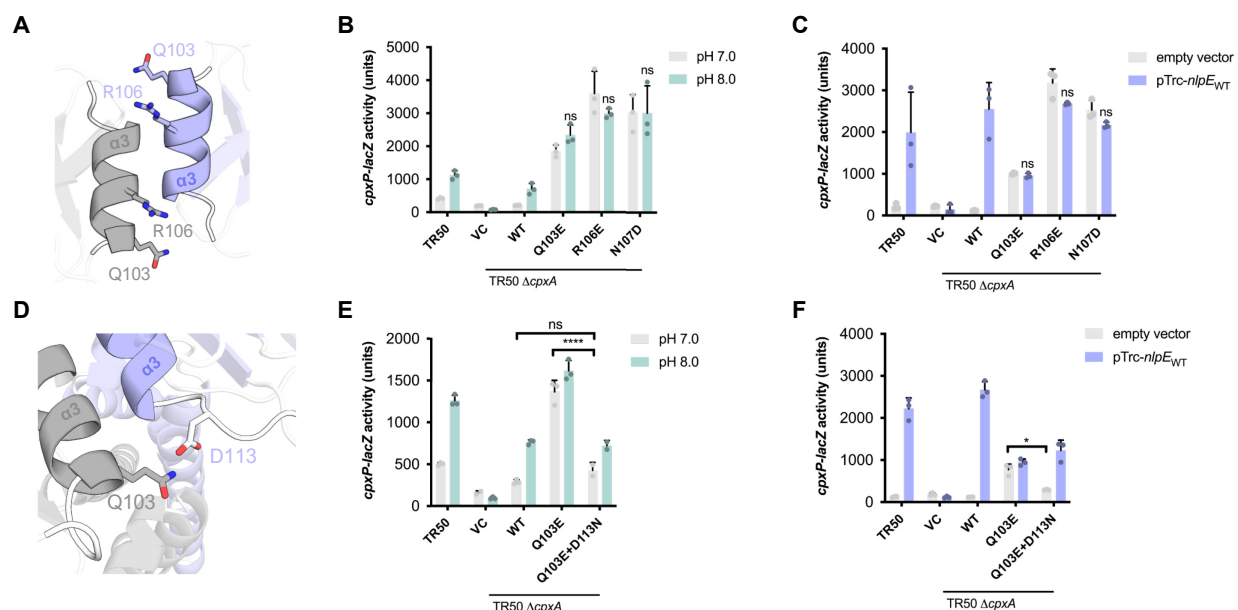 A
Q103
R106
α3
α3
R106
Q103
B
cpxP-lacZ activity (units)
5000
4000
3000
2000
1000
0
ns
ns
ns
pH 7.0
pH 8.0
TR50
VC
WT
Q103E
R106E
N107D
TR50 ΔcpxA
C
cpxP-lacZ activity (units)
4000
3000
2000
1000
0
ns
ns
ns
empty vector
pTrc-nlpEWT
TR50
VC
WT
Q103E
R106E
N107D
TR50 ΔcpxA
D
α3
α3
D113
Q103
E
cpxP-lacZ activity (units)
2000
1500
1000
500
0
ns
****
pH 7.0
pH 8.0
TR50
VC
WT
Q103E
Q103E+D113N
TR50 ΔcpxA
F
cpxP-lacZ activity (units)
4000
3000
2000
1000
0
*
empty vector
pTrc-nlpEWT
TR50
VC
WT
Q103E
Q103E+D113N
TR50 ΔcpxA